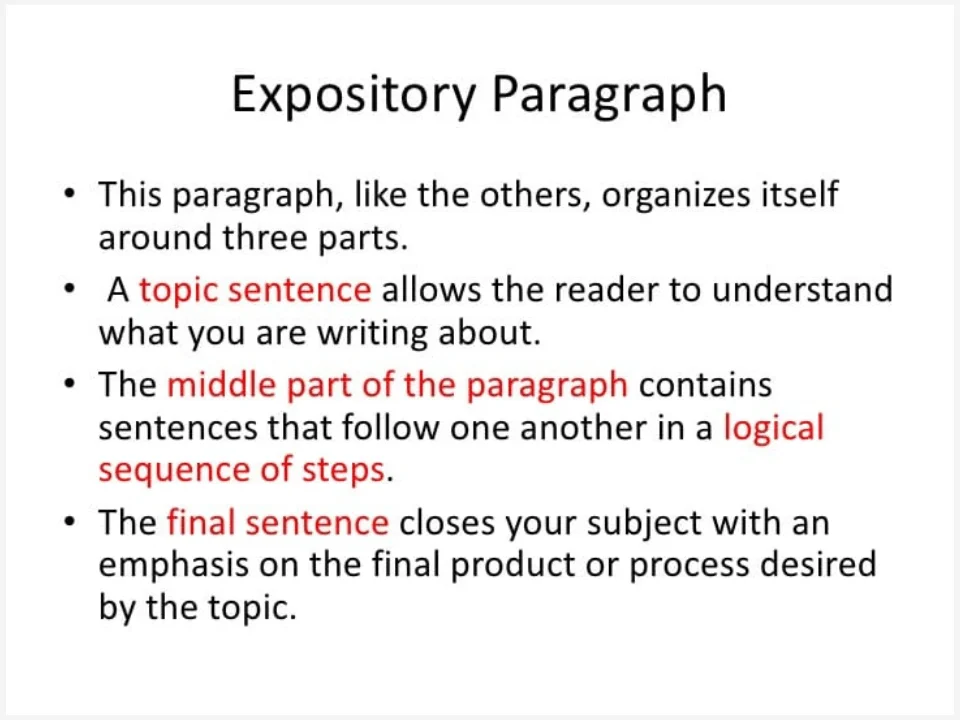 Expository Paragraph
• This paragraph, like the others, organizes itself
around three parts.
• A topic sentence allows the reader to understand
what you are writing about.
• The middle part of the paragraph contains
sentences that follow one another in a logical
sequence of steps.
• The final sentence closes your subject with an
emphasis on the final product or process desired
by the topic.